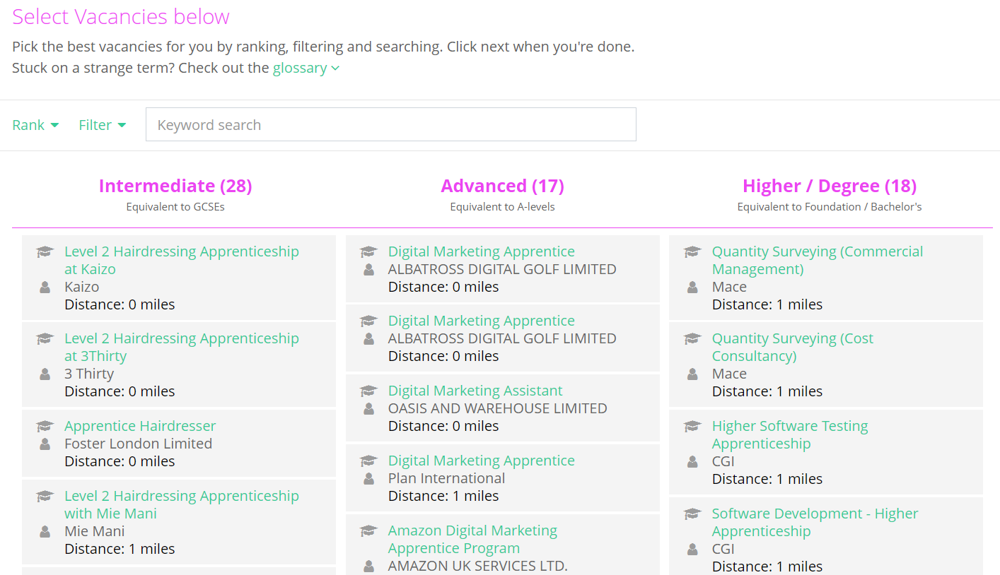 Select Vacancies below
Pick the best vacancies for you by ranking, filtering and searching. Click next when you're done.
Stuck on a strange term? Check out the glossary
Rank
Filter
Keyword search
Intermediate (28)
Equivalent to GCSEs
Level 2 Hairdressing Apprenticeship
at Kaizo
Kaizo
Distance: 0 miles
Level 2 Hairdressing Apprenticeship
at 3Thirty
3 Thirty
Distance: 0 miles
Apprentice Hairdresser
Foster London Limited
Distance: 0 miles
Level 2 Hairdressing Apprenticeship
with Mie Mani
Mie Mani
Distance: 1 miles
Advanced (17)
Equivalent to A-levels
Digital Marketing Apprentice
ALBATROSS DIGITAL GOLF LIMITED
Distance: 0 miles
Digital Marketing Apprentice
ALBATROSS DIGITAL GOLF LIMITED
Distance: 0 miles
Digital Marketing Assistant
OASIS AND WAREHOUSE LIMITED
Distance: 0 miles
Digital Marketing Apprentice
Plan International
Distance: 1 miles
Amazon Digital Marketing
Apprentice Program
AMAZON UK SERVICES LTD.
Higher / Degree (18)
Equivalent to Foundation / Bachelor's
Quantity Surveying (Commercial
Management)
Mace
Distance: 1 miles
Quantity Surveying (Cost
Consultancy)
Mace
Distance: 1 miles
Higher Software Testing
Apprenticeship
CGI
Distance: 1 miles
Software Development - Higher
Apprenticeship
CGI
Distance: 1 miles